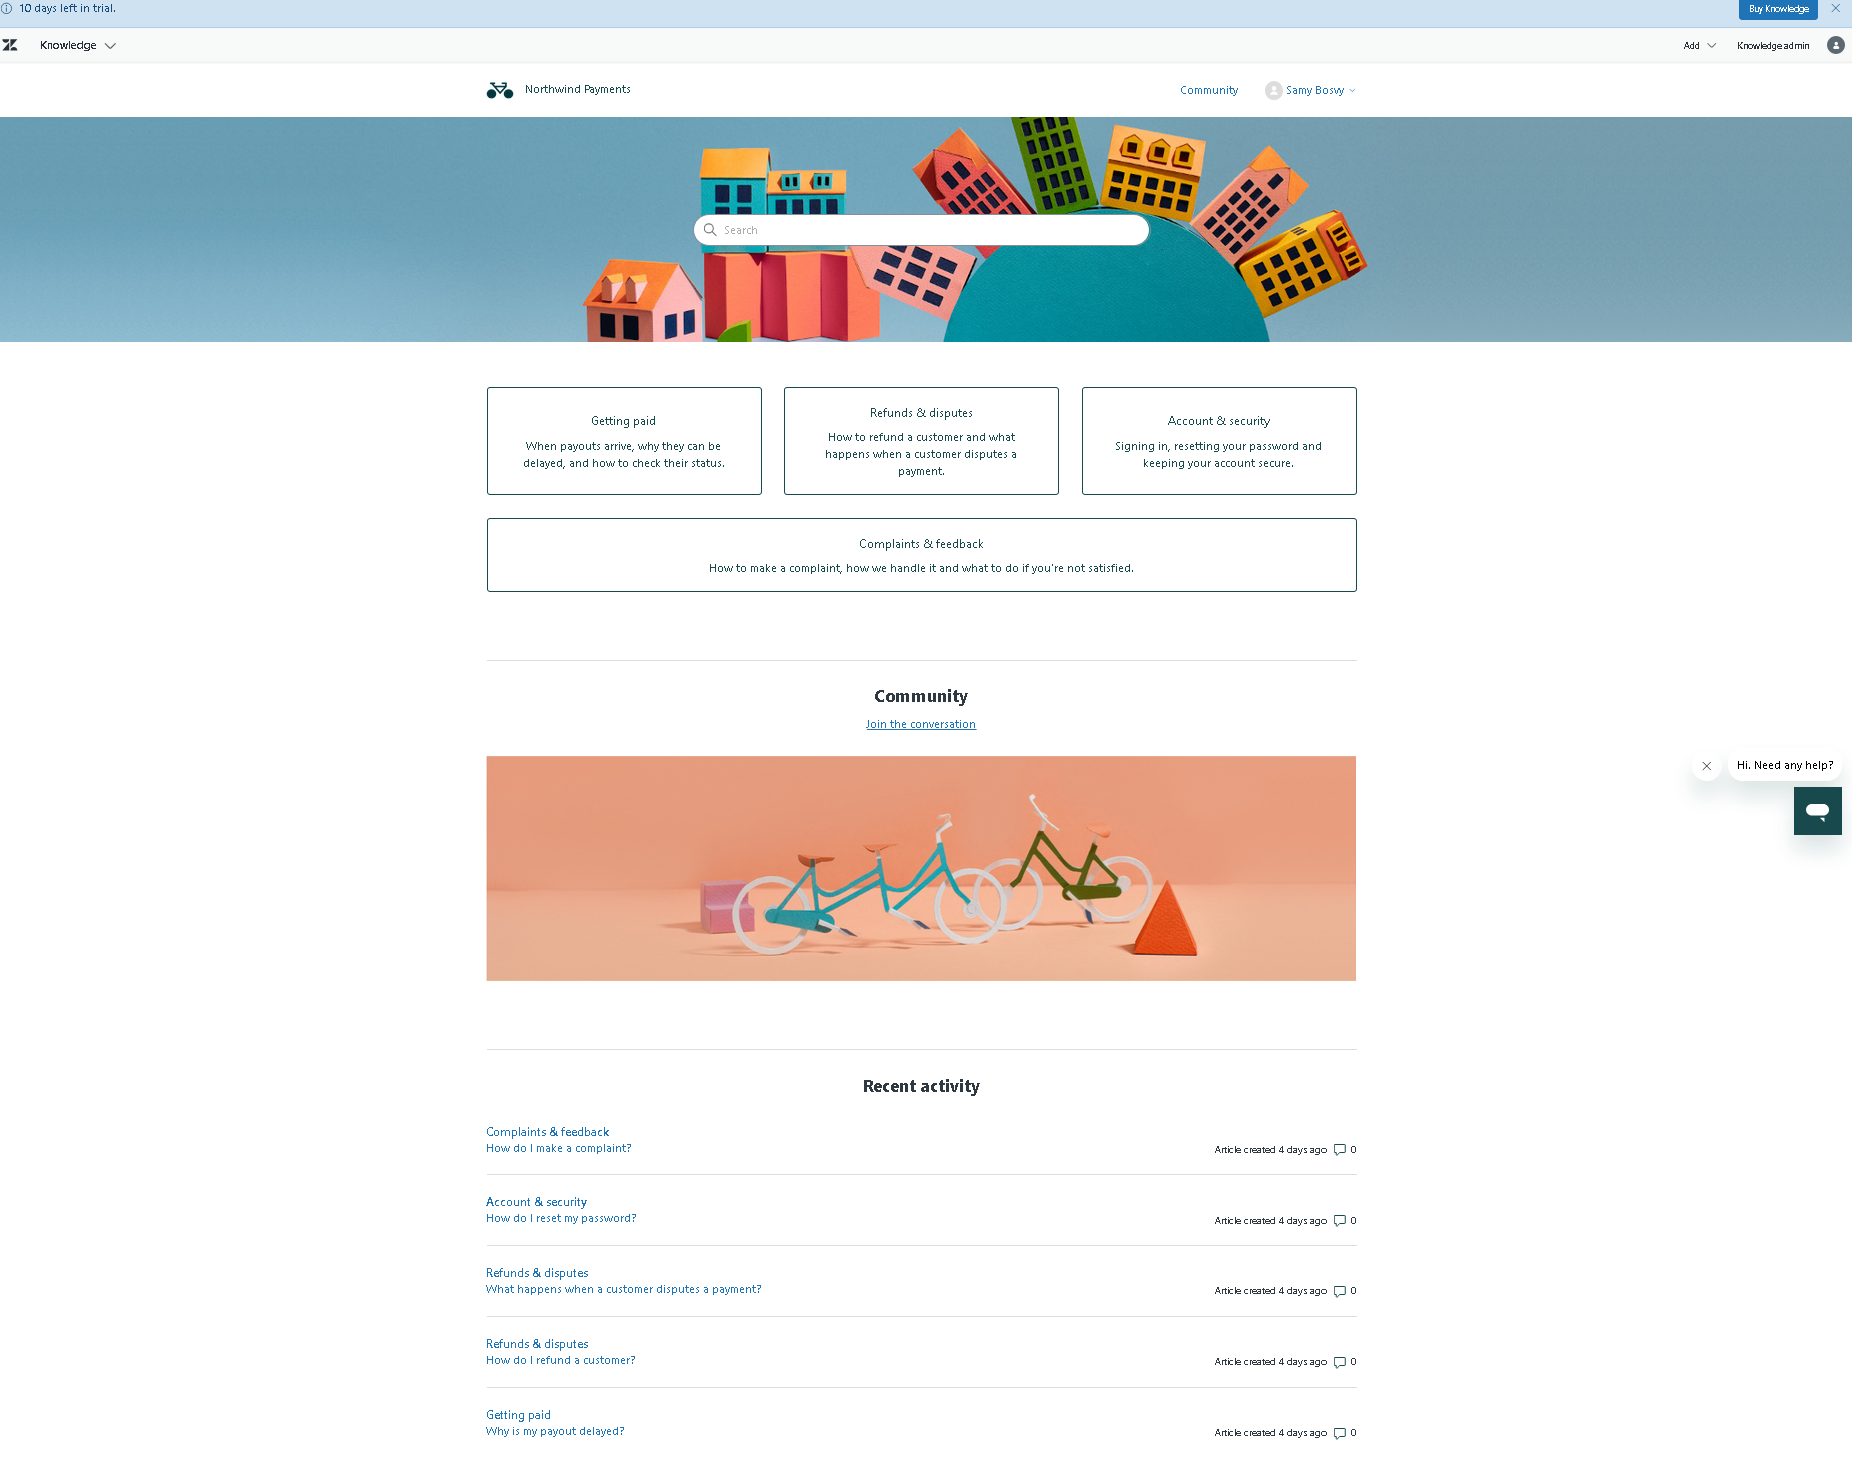 10 days left in trial.
Buy Knowledge
Knowledge
Add
Knowledge admin
Northwind Payments
Community
Samy Bosvy
Search
Getting paid
When payouts arrive, why they can be
delayed, and how to check their status.
Refunds & disputes
How to refund a customer and what
happens when a customer disputes a
payment.
Account & security
Signing in, resetting your password and
keeping your account secure.
Complaints & feedback
How to make a complaint, how we handle it and what to do if you're not satisfied.
Community
Join the conversation
Hi. Need any help?
Recent activity
Complaints & feedback
How do I make a complaint?
Article created 4 days ago 0
Account & security
How do I reset my password?
Article created 4 days ago 0
Refunds & disputes
What happens when a customer disputes a payment?
Article created 4 days ago 0
Refunds & disputes
How do I refund a customer?
Article created 4 days ago 0
Getting paid
Why is my payout delayed?
Article created 4 days ago 0